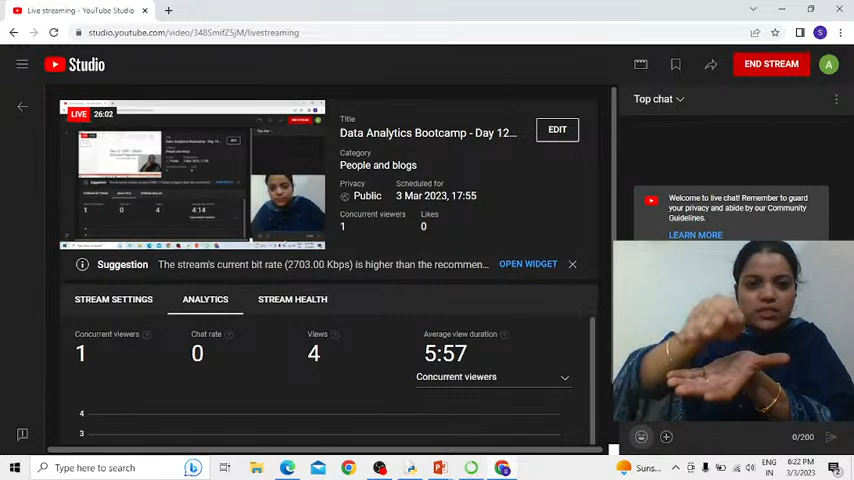 Live streaming - YouTube Studio
studio.youtube.com/video/348SmifZ5jM/livestreaming
Studio
END STREAM
A
LIVE 26:02
Title
Data Analytics Bootcamp - Day 12...
EDIT
Category
People and blogs
Privacy
Public
Scheduled for
3 Mar 2023, 17:55
Concurrent viewers
1
Likes
0
Suggestion The stream's current bit rate (2703.00 Kbps) is higher than the recommen... OPEN WIDGET
STREAM SETTINGS
ANALYTICS
STREAM HEALTH
Concurrent viewers
1
Chat rate
0
Views
4
Average view duration
5:57
Concurrent viewers
4
3
Top chat
Welcome to live chat! Remember to guard
your privacy and abide by our Community
Guidelines.
LEARN MORE
0/200
Type here to search
Suns...
ENG
IN
6:22 PM
3/3/2023
2